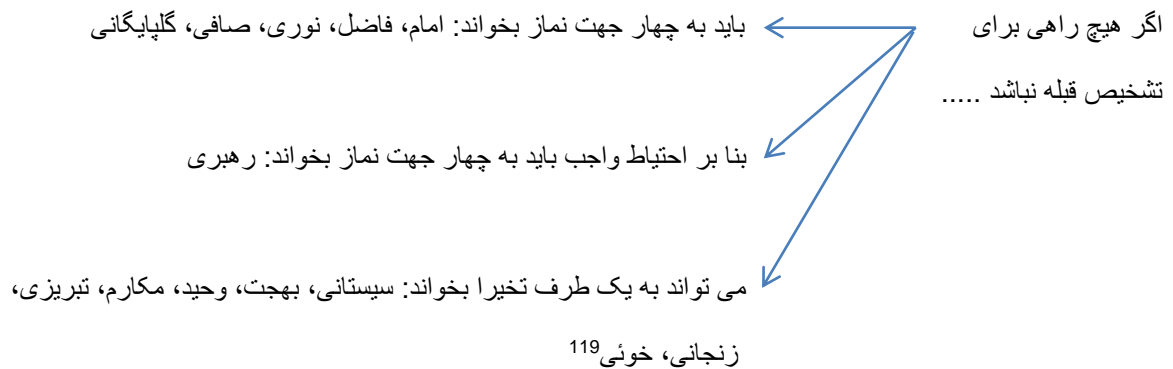 اگر هیچ راهی برای
تشخیص قبله نباشد .....
باید به چهار جهت نماز بخواند: امام، فاضل، نوری، صافی، گلپایگانی
بنا بر احتیاط واجب باید به چهار جهت نماز بخواند: رهبری
می تواند به یک طرف تخیرا بخواند: سیستانی، بهجت، وحید، مکارم، تبریزی،
زنجانی، خوئی119